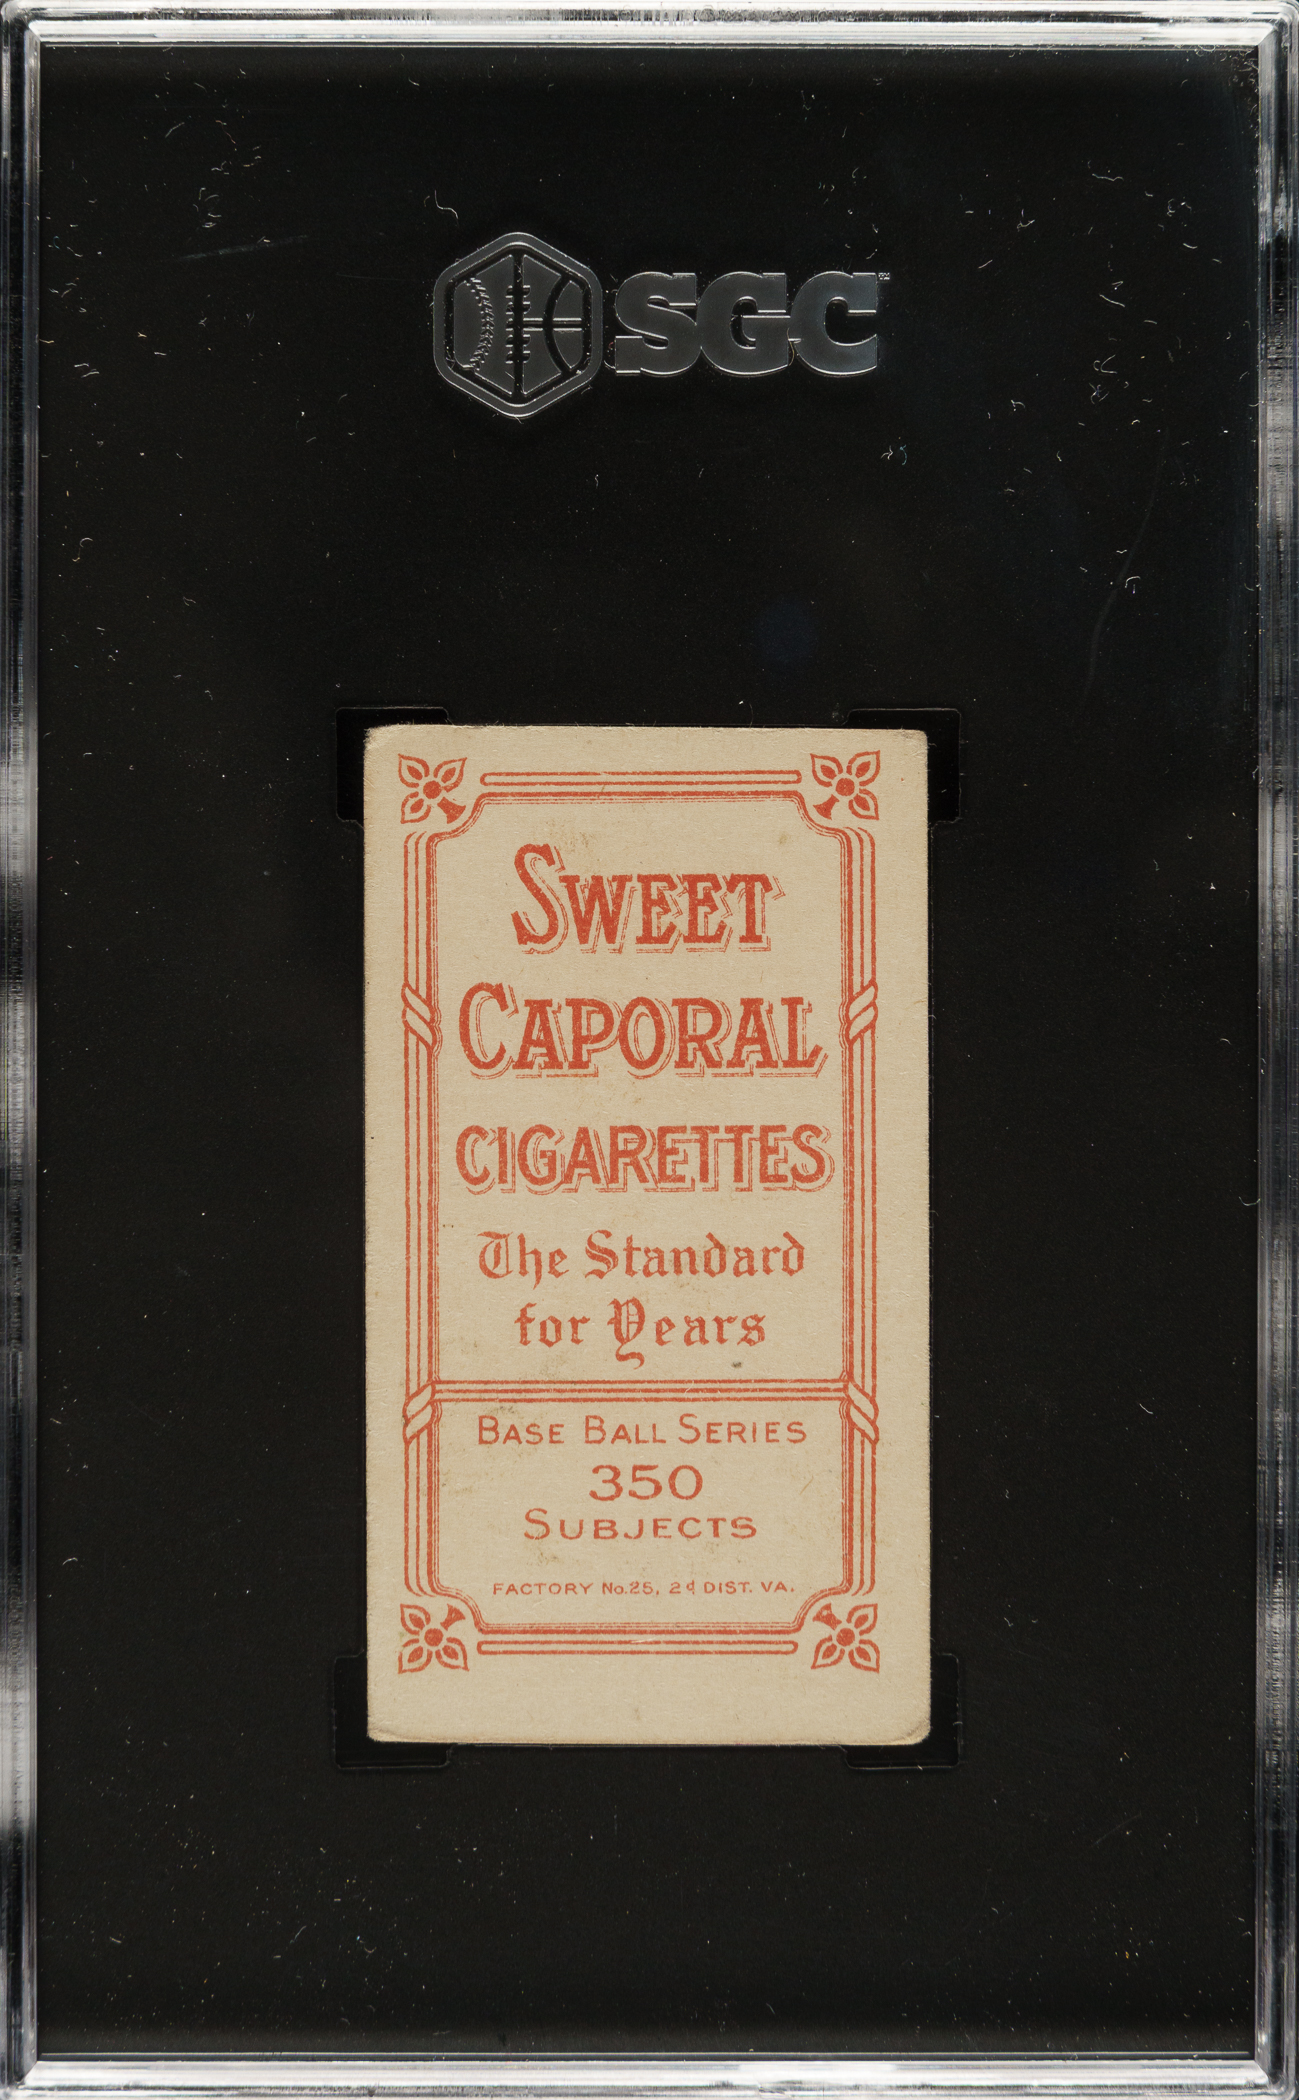 SGC
SWEET
CAPORAL
CIGARETTES
The Standard
for Years
BASE BALL SERIES
350
SUBJECTS
FACTORY No.25, 2d DIST. VA.